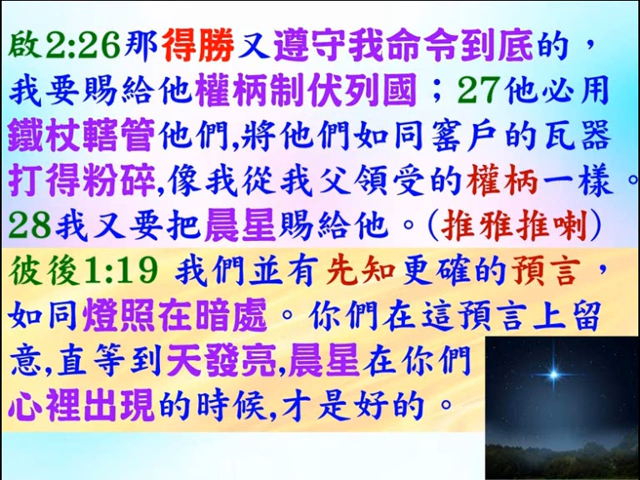 啟2:26那得勝又遵守我命令到底的，
我要賜給他權柄制伏列國；27他必用
鐵杖轄管他們,將他們如同窰戶的瓦器
打得粉碎,像我從我父領受的權柄一樣。
28我又要把晨星賜給他。(推雅推喇)
彼後1:19 我們並有先知更確的預言，
如同燈照在暗處。你們在這預言上留
意,直等到天發亮,晨星在你們
心裡出現的時候,才是好的。